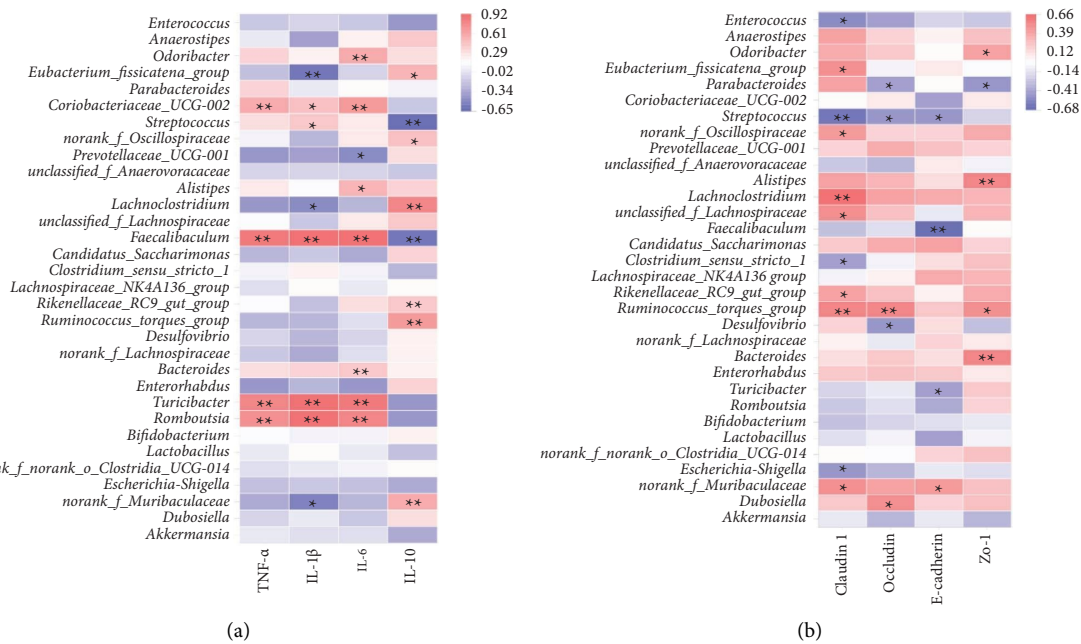 Enterococcus
Anaerostipes
Odoribacter
Eubacterium_fissicatena_group
Parabacteroides
Coriobacteriaceae_UCG-002
Streptococcus
norank_f_Oscillospiraceae
Prevotellaceae_UCG-001
unclassified_f_Anaerovoracaceae
Alistipes
Lachnoclostridium
unclassified_f_Lachnospiraceae
Faecalibaculum
Candidatus_Saccharimonas
Clostridium_sensu_stricto_1
Lachnospiraceae_NK4A136_group
Rikenellaceae_RC9_gut_group
Ruminococcus_torques_group
Desulfovibrio
norank_f_Lachnospiraceae
Bacteroides
Enterorhabdus
Turicibacter
Romboutsia
Bifidobacterium
Lactobacillus
k_f_norank_o_Clostridia_UCG-014
Escherichia-Shigella
norank_f_Muribaculaceae
Dubosiella
Akkermansia
** ** *
** * **
* **
*
*
*
* **
** ** ** **
**
**
**
** ** **
** ** **
* **
TNF-α
IL-1β
IL-6
IL-10
0.92
0.61
0.29
-0.02
-0.34
-0.65
(a)
Enterococcus
Anaerostipes
Odoribacter
Eubacterium_fissicatena_group
Parabacteroides
Coriobacteriaceae_UCG-002
Streptococcus
norank_f_Oscillospiraceae
Prevotellaceae_UCG-001
unclassified_f_Anaerovoracaceae
Alistipes
Lachnoclostridium
unclassified_f_Lachnospiraceae
Faecalibaculum
Candidatus_Saccharimonas
Clostridium_sensu_stricto_1
Lachnospiraceae_NK4A136 group
Rikenellaceae_RC9_gut_group
Ruminococcus_torques_group
Desulfovibrio
norank_f_Lachnospiraceae
Bacteroides
Enterorhabdus
Turicibacter
Romboutsia
Bifidobacterium
Lactobacillus
norank_f_norank_o_Clostridia_UCG-014
Escherichia-Shigella
norank_f_Muribaculaceae
Dubosiella
Akkermansia
*
*
*
* *
** * *
*
**
**
*
**
*
*
** ** *
*
**
*
*
* *
*
Claudin 1
Occludin
E-cadherin
Zo-1
0.66
0.39
0.12
-0.14
-0.41
-0.68
(b)